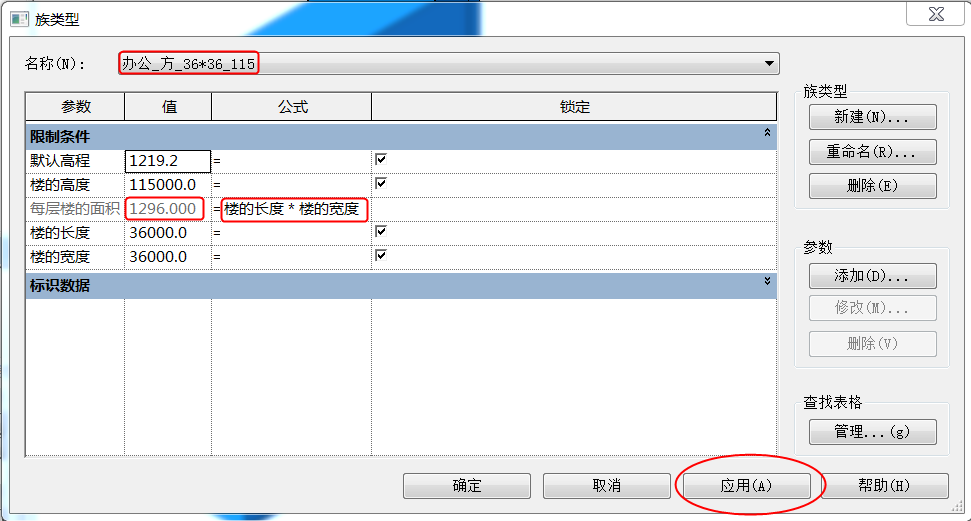 族类型
名称(N):
办公_方_36*36_115
参数 值 公式 锁定
限制条件
默认高程 1219.2 =
楼的高度 115000.0 =
每层楼的面积 1296.000 = 楼的长度 * 楼的宽度
楼的长度 36000.0 =
楼的宽度 36000.0 =
标识数据
族类型
新建(N)...
重命名(R)...
删除(E)
参数
添加(D)...
修改(M)...
删除(V)
查找表格
管理...(g)
确定 取消 应用(A) 帮助(H)